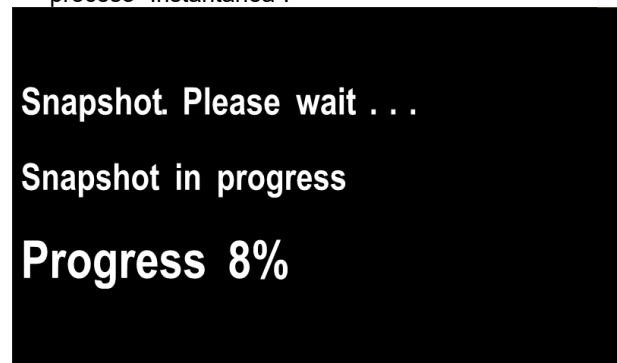 Snapshot. Please wait . . .
Snapshot in progress
Progress 8%